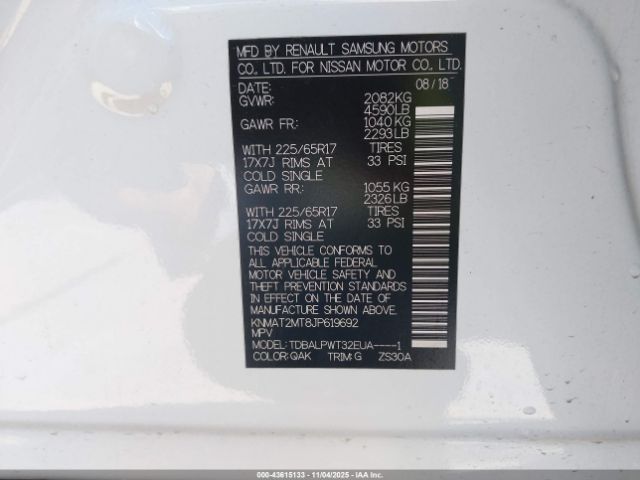 MFD BY RENAULT SAMSUNG MOTORS
CO., LTD. FOR NISSAN MOTOR CO., LTD.
DATE: 08/18
GVWR: 2082KG
4590LB
GAWR FR: 1040KG
2293LB
WITH 225/65R17 TIRES
17X7J RIMS AT 33 PSI
COLD SINGLE
GAWR RR: 1055 KG
2326LB
WITH 225/65R17 TIRES
17X7J RIMS AT 33 PSI
COLD SINGLE
THIS VEHICLE CONFORMS TO
ALL APPLICABLE FEDERAL
MOTOR VEHICLE SAFETY AND
THEFT PREVENTION STANDARDS
IN EFFECT ON THE DATE OF
MANUFACTURE SHOWN ABOVE.
KNMAT2MT8JP619692
MPV
MODEL: TDBALPWT32EUA----1
COLOR: QAK TRIM: G ZS30A
000-43615133 - 11/04/2025 - IAAI.COM